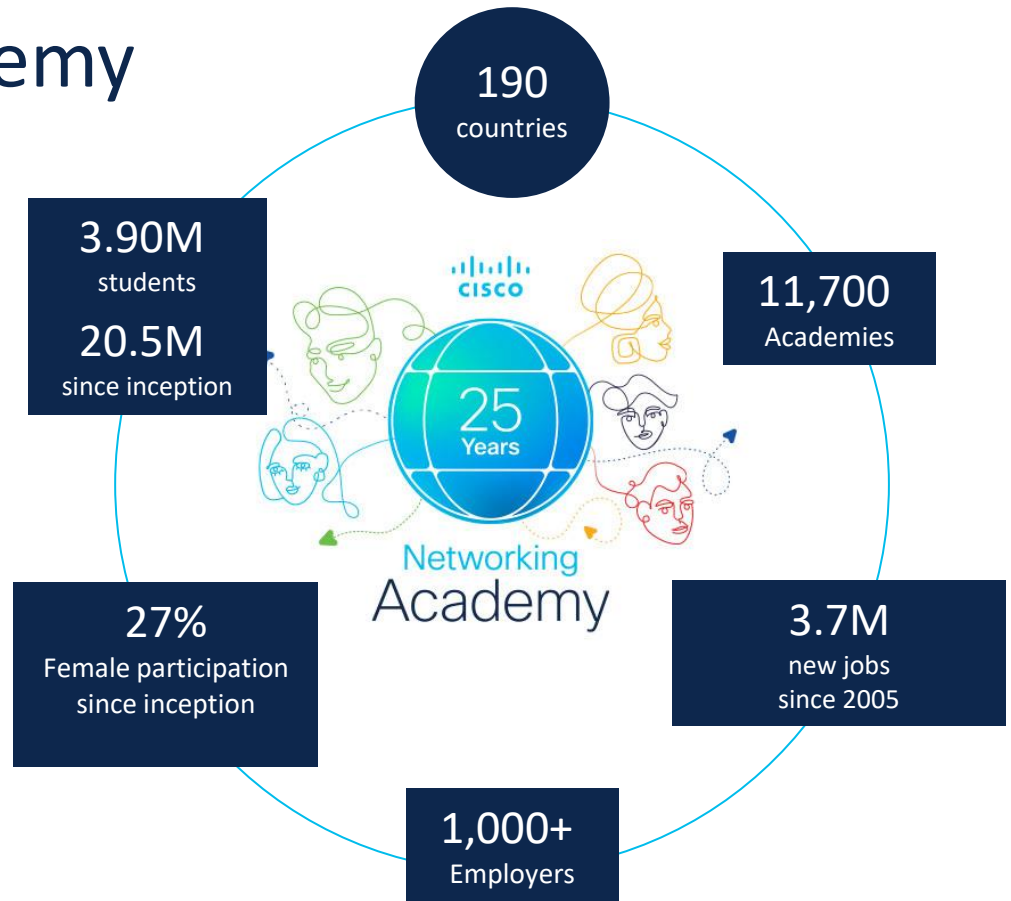 emy
190
countries
3.90M
students
20.5M
since inception
CISCO
11,700
Academies
25
Years
Networking
Academy
27%
Female participation
since inception
3.7M
new jobs
since 2005
1,000+
Employers